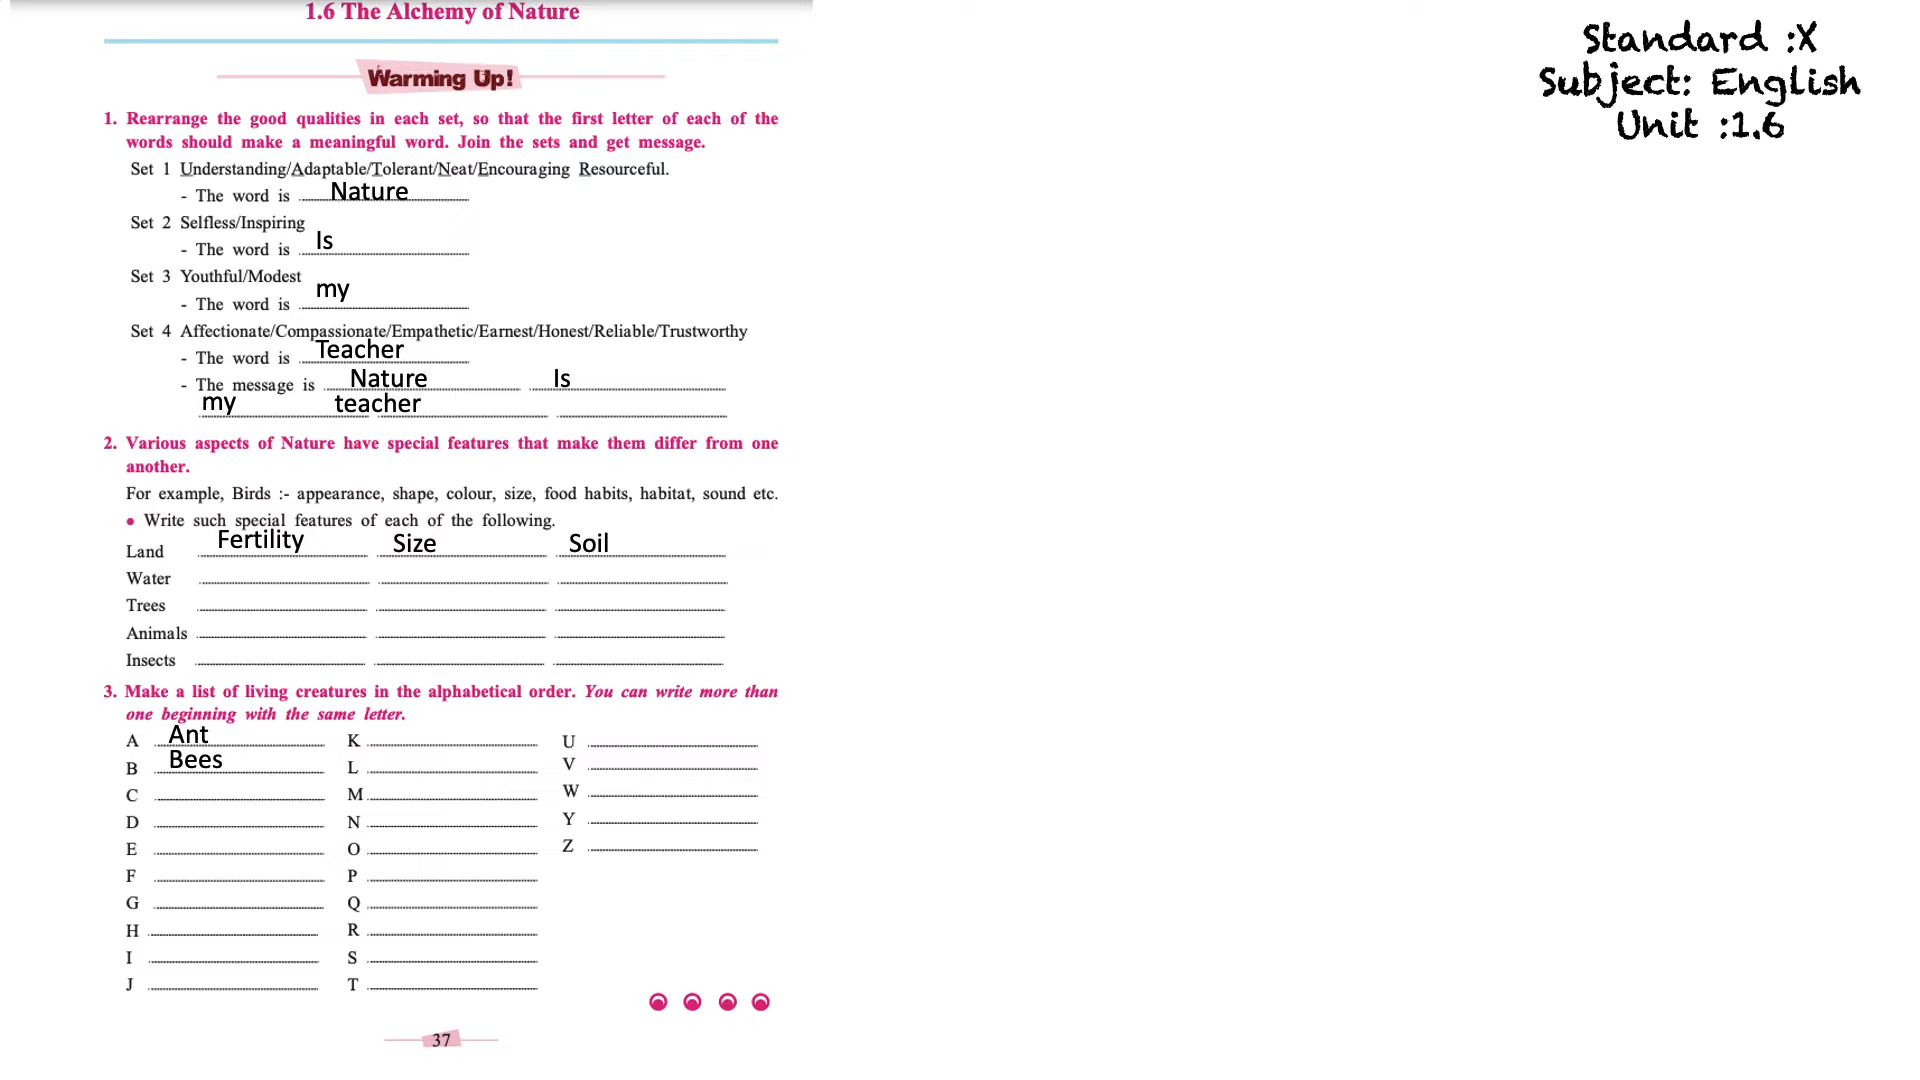 1.6 The Alchemy of Nature
Standard :X
Subject: English
Unit :1.6
Warming Up!
1. Rearrange the good qualities in each set, so that the first letter of each of the
words should make a meaningful word. Join the sets and get message.
Set 1 Understanding/Adaptable/Tolerant/Neat/Encouraging Resourceful.
- The word is Nature
Set 2 Selfless/Inspiring
- The word is Is
Set 3 Youthful/Modest
- The word is my
Set 4 Affectionate/Compassionate/Empathetic/Earnest/Honest/Reliable/Trustworthy
- The word is Teacher
- The message is Nature Is
my teacher
2. Various aspects of Nature have special features that make them differ from one
another.
For example, Birds :- appearance, shape, colour, size, food habits, habitat, sound etc.
• Write such special features of each of the following.
Land Fertility Size Soil
Water
Trees
Animals
Insects
3. Make a list of living creatures in the alphabetical order. You can write more than
one beginning with the same letter.
A Ant K U
B Bees L V
C M W
D N Y
E O Z
F P
G Q
H R
I S
J T
37